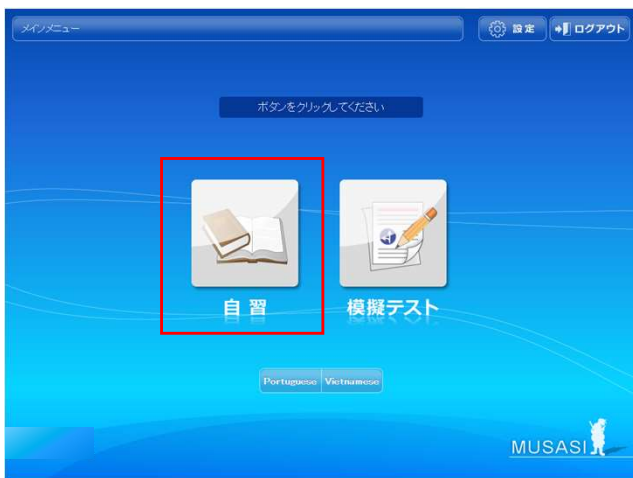 メインメニュー
設定
ログアウト
ボタンをクリックしてください
自習
模擬テスト
Portuguese
Vietnamese
MUSASI